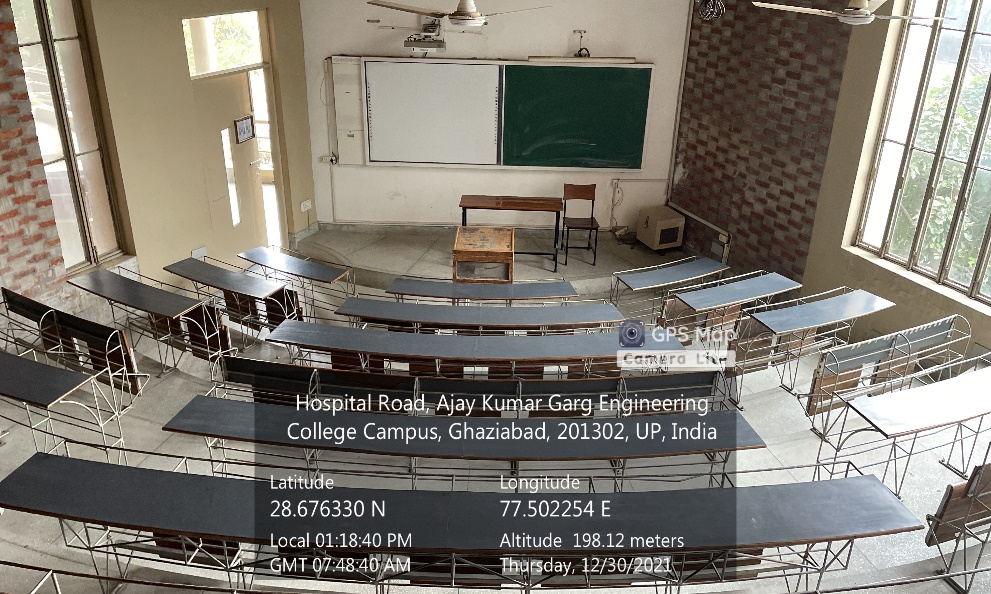 GPS Map
Camera Lite
Hospital Road, Ajay Kumar Garg Engineering
College Campus, Ghaziabad, 201302, UP, India
Latitude
Longitude
28.676330 N
77.502254 E
Local 01:18:40 PM
Altitude 198.12 meters
GMT 07:48:40 AM
Thursday, 12/30/2021